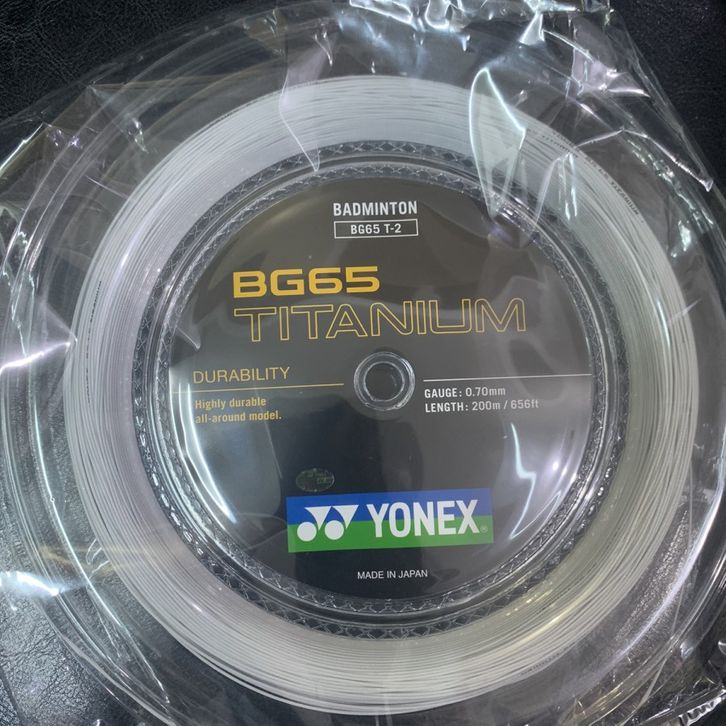 BADMINTON
BG65 T-2
BG65
TITANIUM
DURABILITY
Highly durable
all-around model.
GAUGE: 0.70mm
LENGTH: 200m / 656ft
YONEX®
MADE IN JAPAN